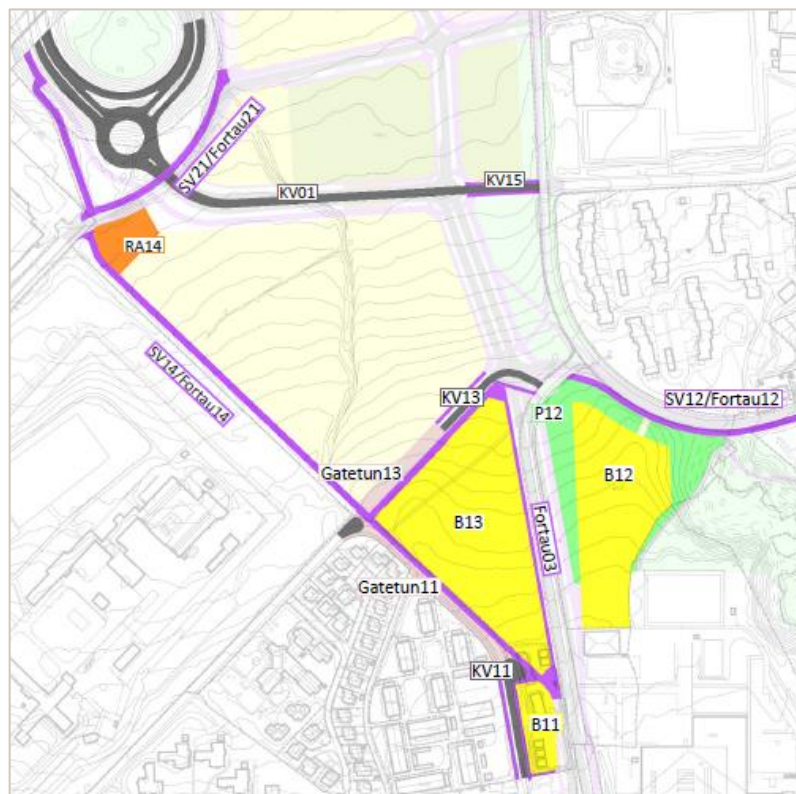 SV21/Fortau21
KV01
KV15
RA14
SV14/Fortau14
KV13
P12
SV12/Fortau12
Gatetun13
B12
B13
Fortau03
Gatetun11
KV11
B11